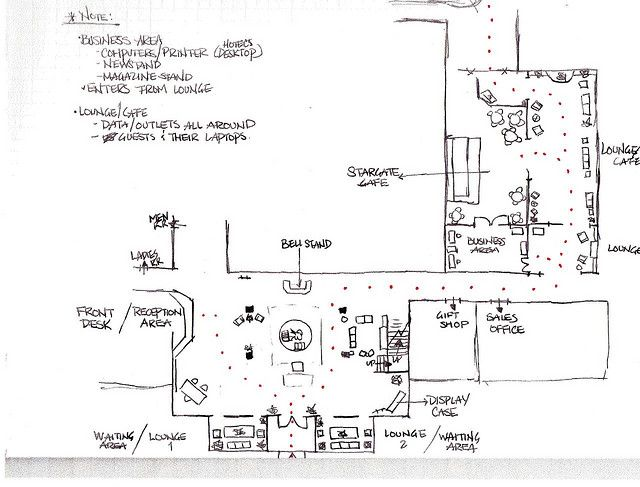 * NOTE:
• BUSINESS AREA
- COMPUTERS/PRINTER (HOTEL'S DESKTOP)
- NEWSTAND
- MAGAZINE STAND
• ENTERS FROM LOUNGE
• LOUNGE/CAFE
- DATA/OUTLETS ALL AROUND
- GUESTS & THEIR LAPTOPS.
LOUNGE/
CAFE
STARGATE
CAFE
MEN
RR
LADIES
RR
BELL STAND
BUSINESS
AREA
LOUNGE
FRONT
DESK / RECEPTION
AREA
GIFT
SHOP
SALES
OFFICE
UP
UP
DISPLAY
CASE
WAITING
AREA / LOUNGE
1
LOUNGE
2 / WAITING
AREA